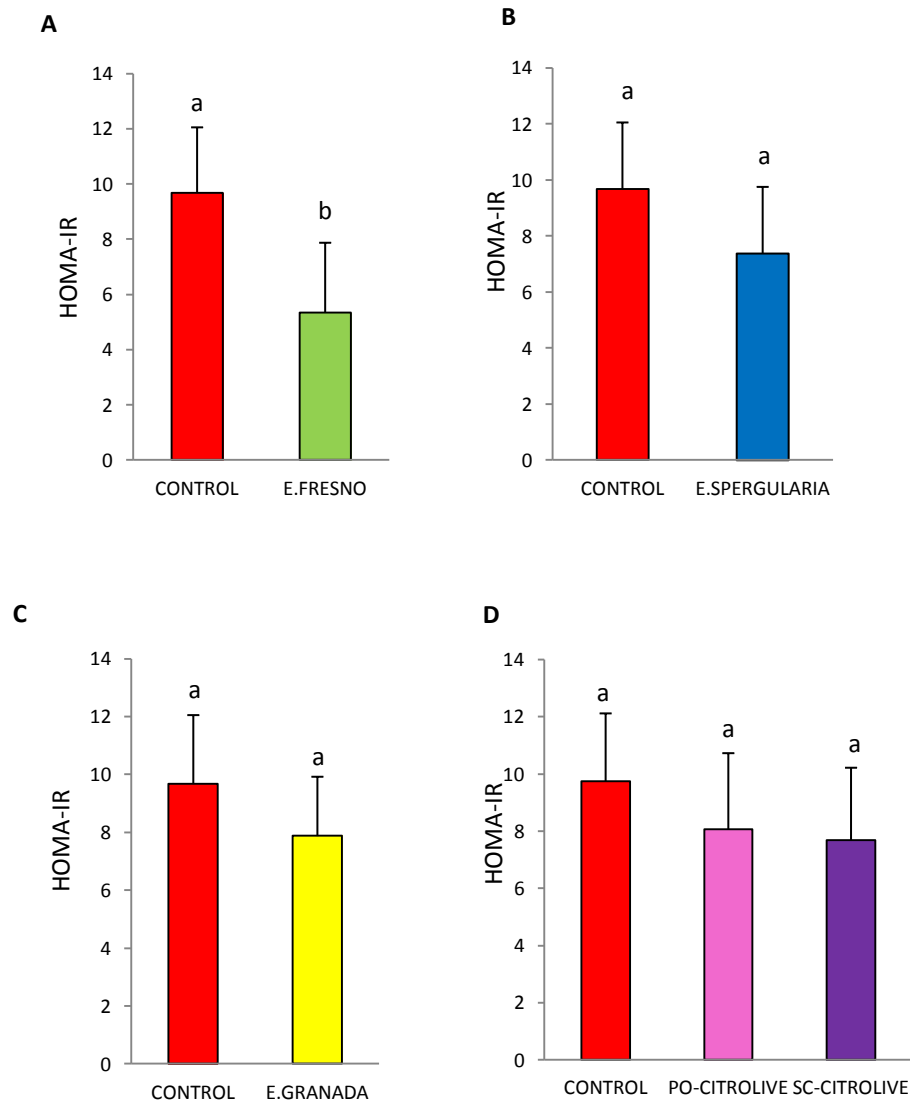 A
HOMA-IR
14
12
10
8
6
4
2
0
a
b
CONTROL E.FRESNO
B
HOMA-IR
14
12
10
8
6
4
2
0
a
a
CONTROL E.SPERGULARIA
C
HOMA-IR
14
12
10
8
6
4
2
0
a
a
CONTROL E.GRANADA
D
HOMA-IR
14
12
10
8
6
4
2
0
a
a
a
CONTROL PO-CITROLIVE SC-CITROLIVE